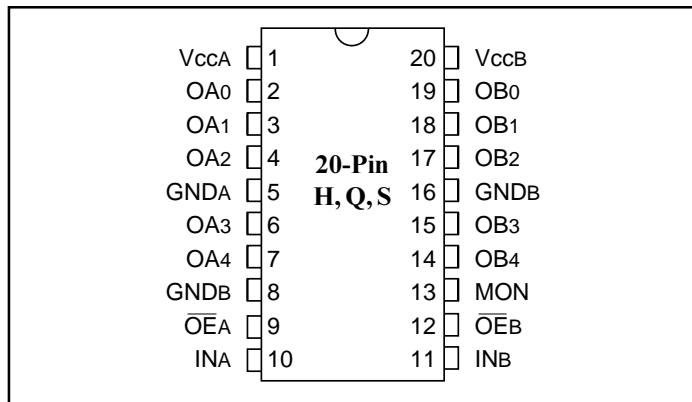 VccA 1 20 VccB
OA0 2 19 OB0
OA1 3 18 OB1
OA2 4 17 OB2
20-Pin
GNDA 5 16 GNDB
H, Q, S
OA3 6 15 OB3
OA4 7 14 OB4
GNDB 8 13 MON
O̅E̅A 9 12 O̅E̅B
INA 10 11 INB